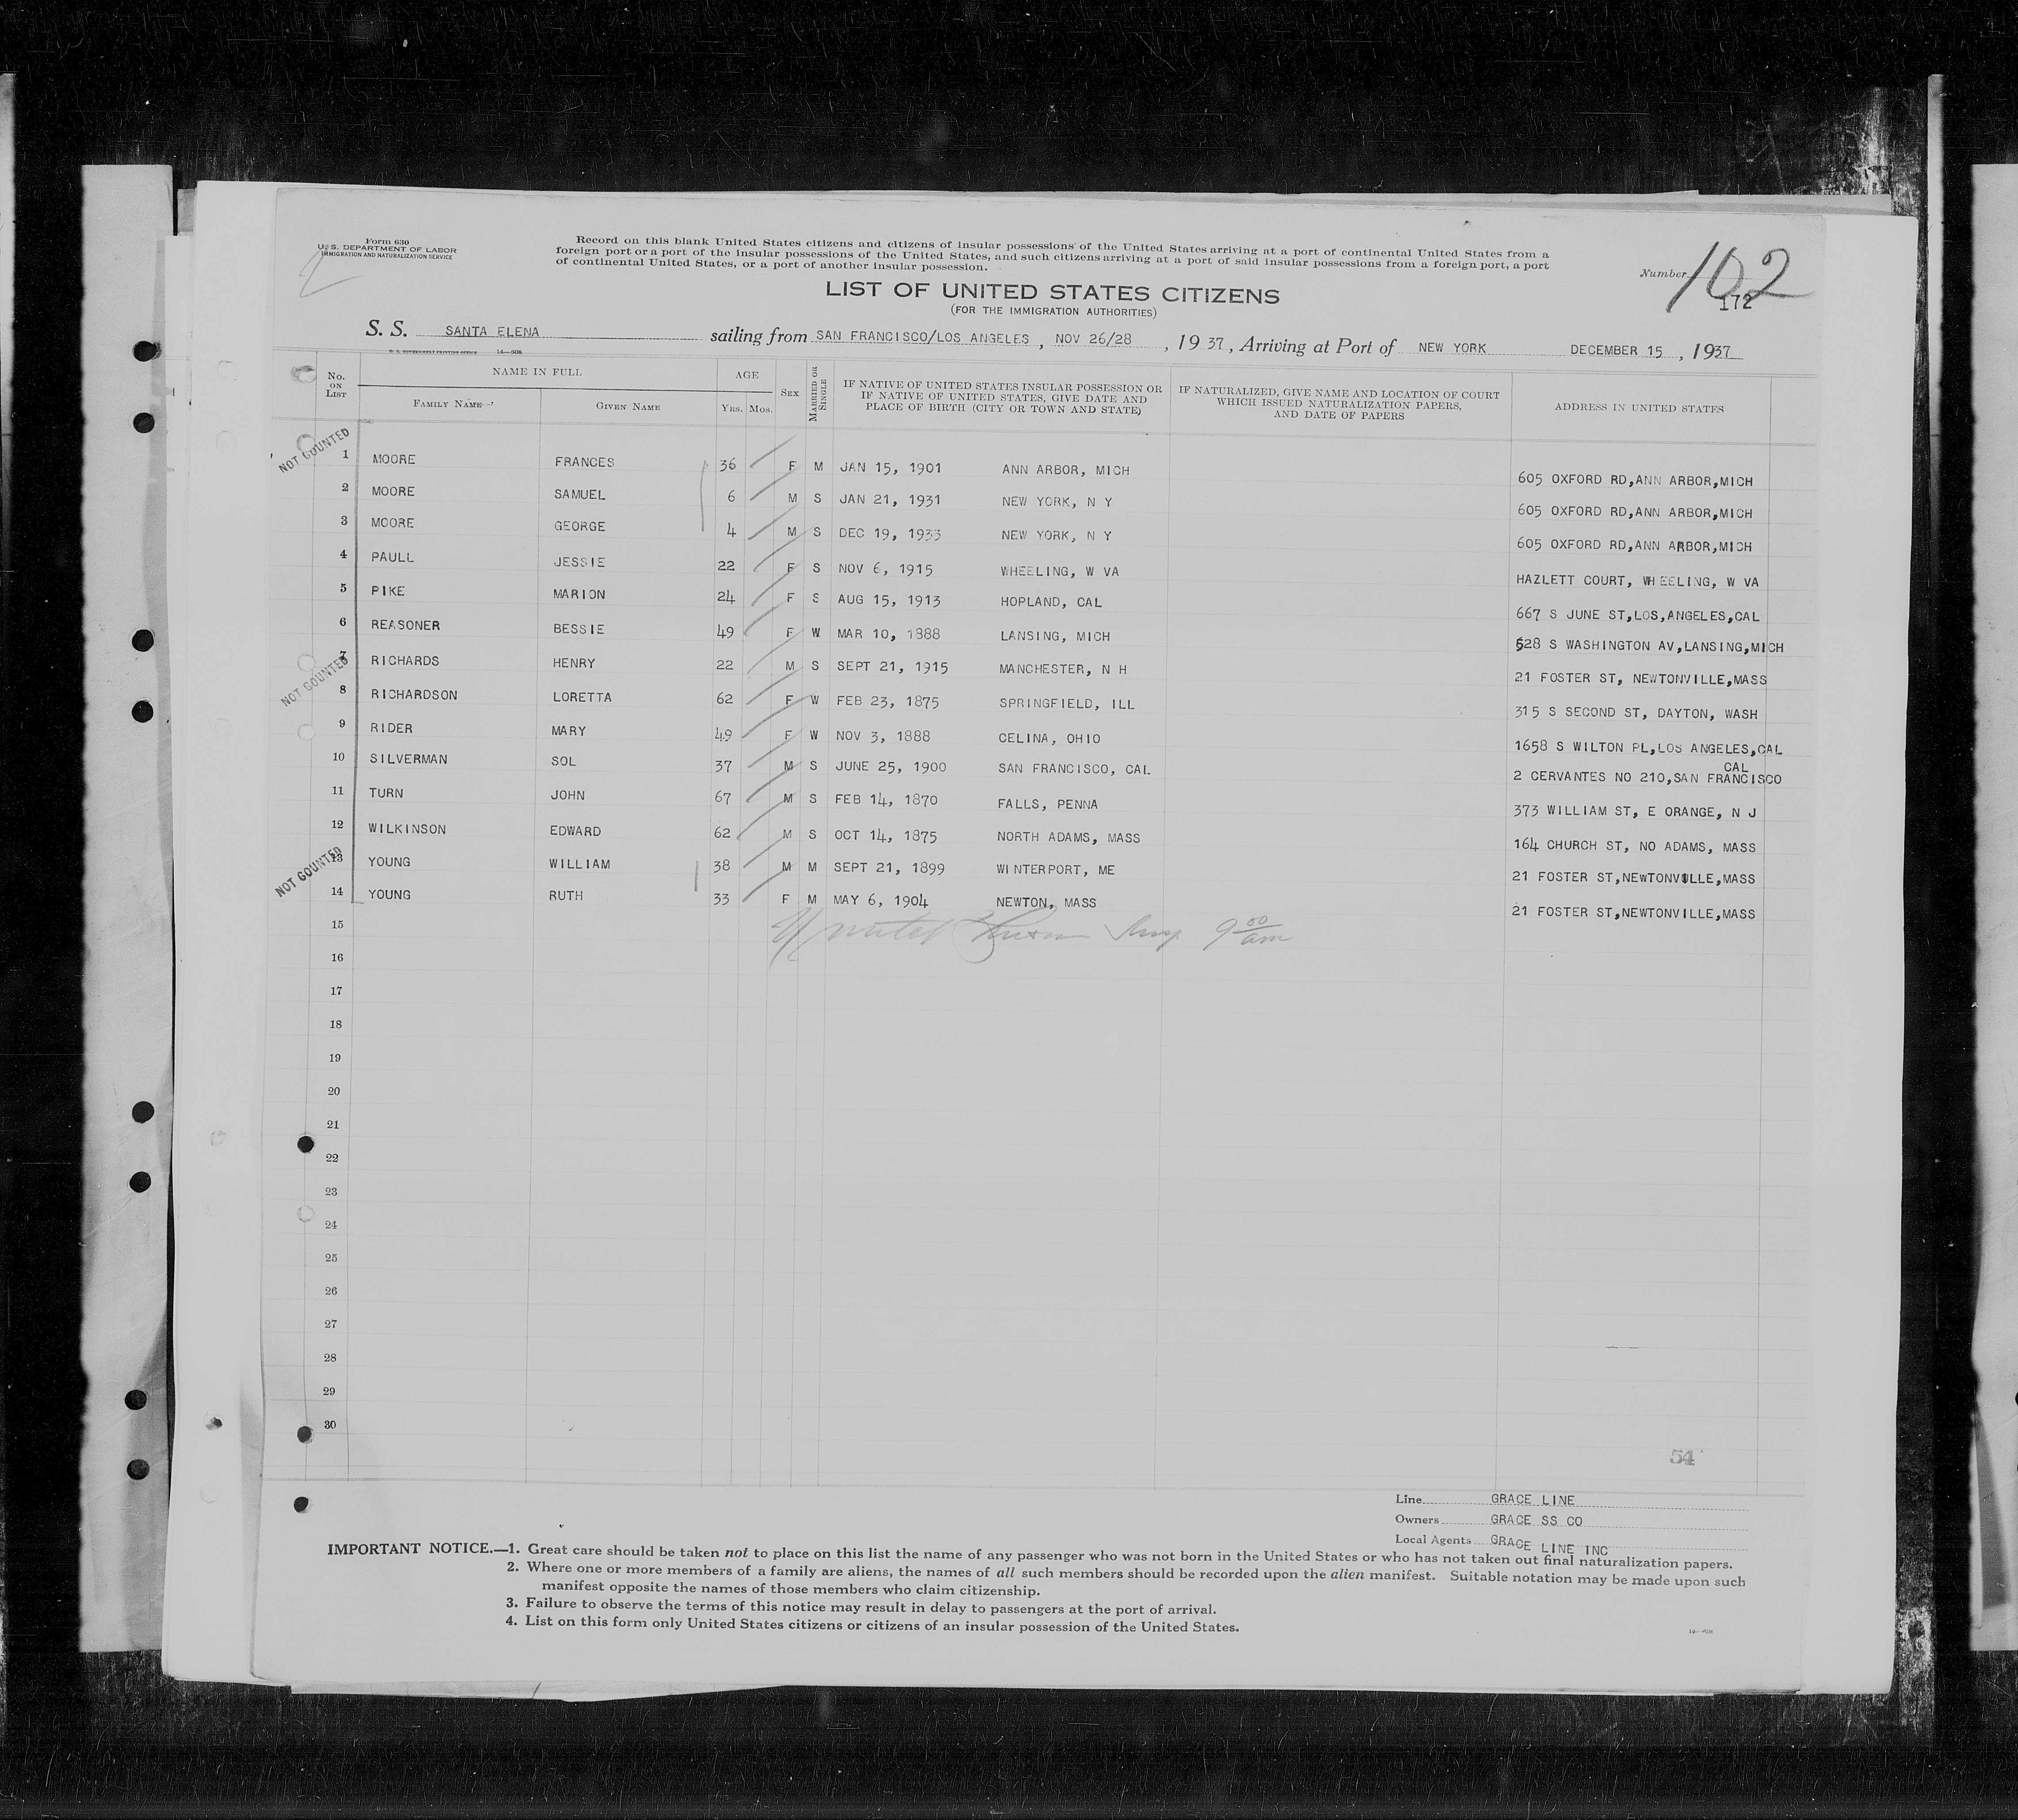 Form 630
U. S. DEPARTMENT OF LABOR
IMMIGRATION AND NATURALIZATION SERVICE
Record on this blank United States citizens and citizens of insular possessions of the United States arriving at a port of continental United States from a
foreign port or a port of the insular possessions of the United States, and such citizens arriving at a port of said insular possessions from a foreign port, a port
of continental United States, or a port of another insular possession.
Number 102
172
LIST OF UNITED STATES CITIZENS
(FOR THE IMMIGRATION AUTHORITIES)
S. S. SANTA ELENA sailing from SAN FRANCISCO/LOS ANGELES, NOV 26/28, 1937, Arriving at Port of NEW YORK DECEMBER 15, 1937
U. S. GOVERNMENT PRINTING OFFICE 14—608
No. ON LIST NAME IN FULL FAMILY NAME GIVEN NAME AGE YRS. MOS. SEX MARRIED OR SINGLE IF NATIVE OF UNITED STATES INSULAR POSSESSION OR IF NATIVE OF UNITED STATES, GIVE DATE AND PLACE OF BIRTH (CITY OR TOWN AND STATE) IF NATURALIZED, GIVE NAME AND LOCATION OF COURT WHICH ISSUED NATURALIZATION PAPERS, AND DATE OF PAPERS ADDRESS IN UNITED STATES
NOT COUNTED
1 MOORE FRANCES 36 F M JAN 15, 1901 ANN ARBOR, MICH 605 OXFORD RD,ANN ARBOR,MICH
2 MOORE SAMUEL 6 M S JAN 21, 1931 NEW YORK, N Y 605 OXFORD RD,ANN ARBOR,MICH
3 MOORE GEORGE 4 M S DEC 19, 1933 NEW YORK, N Y 605 OXFORD RD,ANN ARBOR,MICH
4 PAULL JESSIE 22 F S NOV 6, 1915 WHEELING, W VA HAZLETT COURT, WHEELING, W VA
5 PIKE MARION 24 F S AUG 15, 1913 HOPLAND, CAL 667 S JUNE ST,LOS,ANGELES,CAL
6 REASONER BESSIE 49 F W MAR 10, 1888 LANSING, MICH 528 S WASHINGTON AV,LANSING,MICH
NOT COUNTED
7 RICHARDS HENRY 22 M S SEPT 21, 1915 MANCHESTER, N H 21 FOSTER ST, NEWTONVILLE,MASS
8 RICHARDSON LORETTA 62 F W FEB 23, 1875 SPRINGFIELD, ILL 315 S SECOND ST, DAYTON, WASH
9 RIDER MARY 49 F W NOV 3, 1888 CELINA, OHIO 1658 S WILTON PL,LOS ANGELES,CAL
10 SILVERMAN SOL 37 M S JUNE 25, 1900 SAN FRANCISCO, CAL 2 CERVANTES NO 210,SAN FRANCISCO CAL
11 TURN JOHN 67 M S FEB 14, 1870 FALLS, PENNA 373 WILLIAM ST, E ORANGE, N J
12 WILKINSON EDWARD 62 M S OCT 14, 1875 NORTH ADAMS, MASS 164 CHURCH ST, NO ADAMS, MASS
NOT COUNTED
13 YOUNG WILLIAM 38 M M SEPT 21, 1899 WINTERPORT, ME 21 FOSTER ST,NEWTONVILLE,MASS
14 YOUNG RUTH 33 F M MAY 6, 1904 NEWTON, MASS 21 FOSTER ST,NEWTONVILLE,MASS
15 9 00 am
16
17
18
19
20
21
22
23
24
25
26
27
28
29
30
54
Line GRACE LINE
Owners GRACE SS CO
Local Agents GRACE LINE INC
IMPORTANT NOTICE.—1. Great care should be taken not to place on this list the name of any passenger who was not born in the United States or who has not taken out final naturalization papers.
2. Where one or more members of a family are aliens, the names of all such members should be recorded upon the alien manifest. Suitable notation may be made upon such
manifest opposite the names of those members who claim citizenship.
3. Failure to observe the terms of this notice may result in delay to passengers at the port of arrival.
4. List on this form only United States citizens or citizens of an insular possession of the United States.
14—608